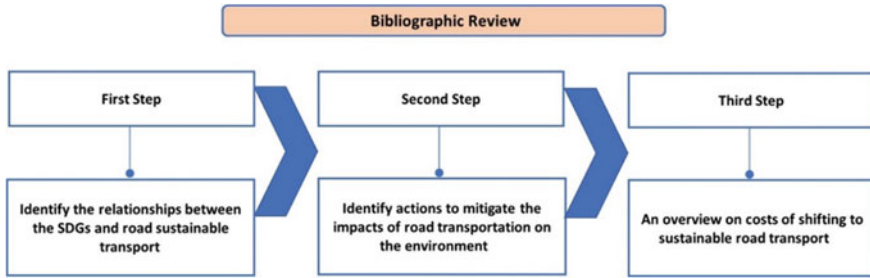 Bibliographic Review
First Step
Second Step
Third Step
Identify the relationships between
the SDGs and road sustainable
transport
Identify actions to mitigate the
impacts of road transportation on
the environment
An overview on costs of shifting to
sustainable road transport